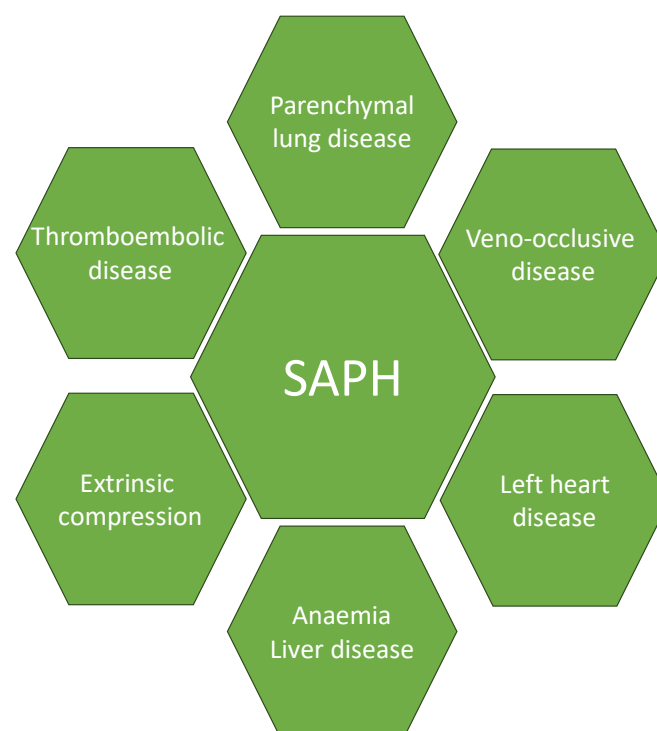 Parenchymal
lung disease
Thromboembolic
disease
Veno-occlusive
disease
SAPH
Extrinsic
compression
Left heart
disease
Anaemia
Liver disease